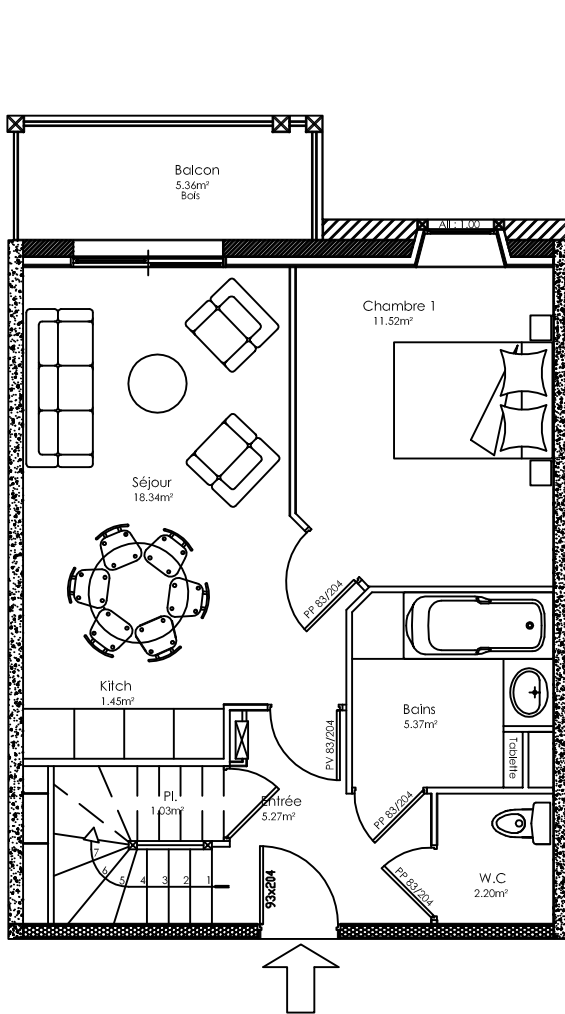 Balcon
5.36m²
Bois
All : 1.00
Chambre 1
11.52m²
Séjour
18.34m²
PP 83/204
Kitch
1.45m²
Bains
5.37m²
PV 83/204
Tablette
Pl.
1.03m²
Entrée
5.27m²
PP 83/204
PP 83/204
W.C
2.20m²
93x204
7
6
5
4
3
2
1